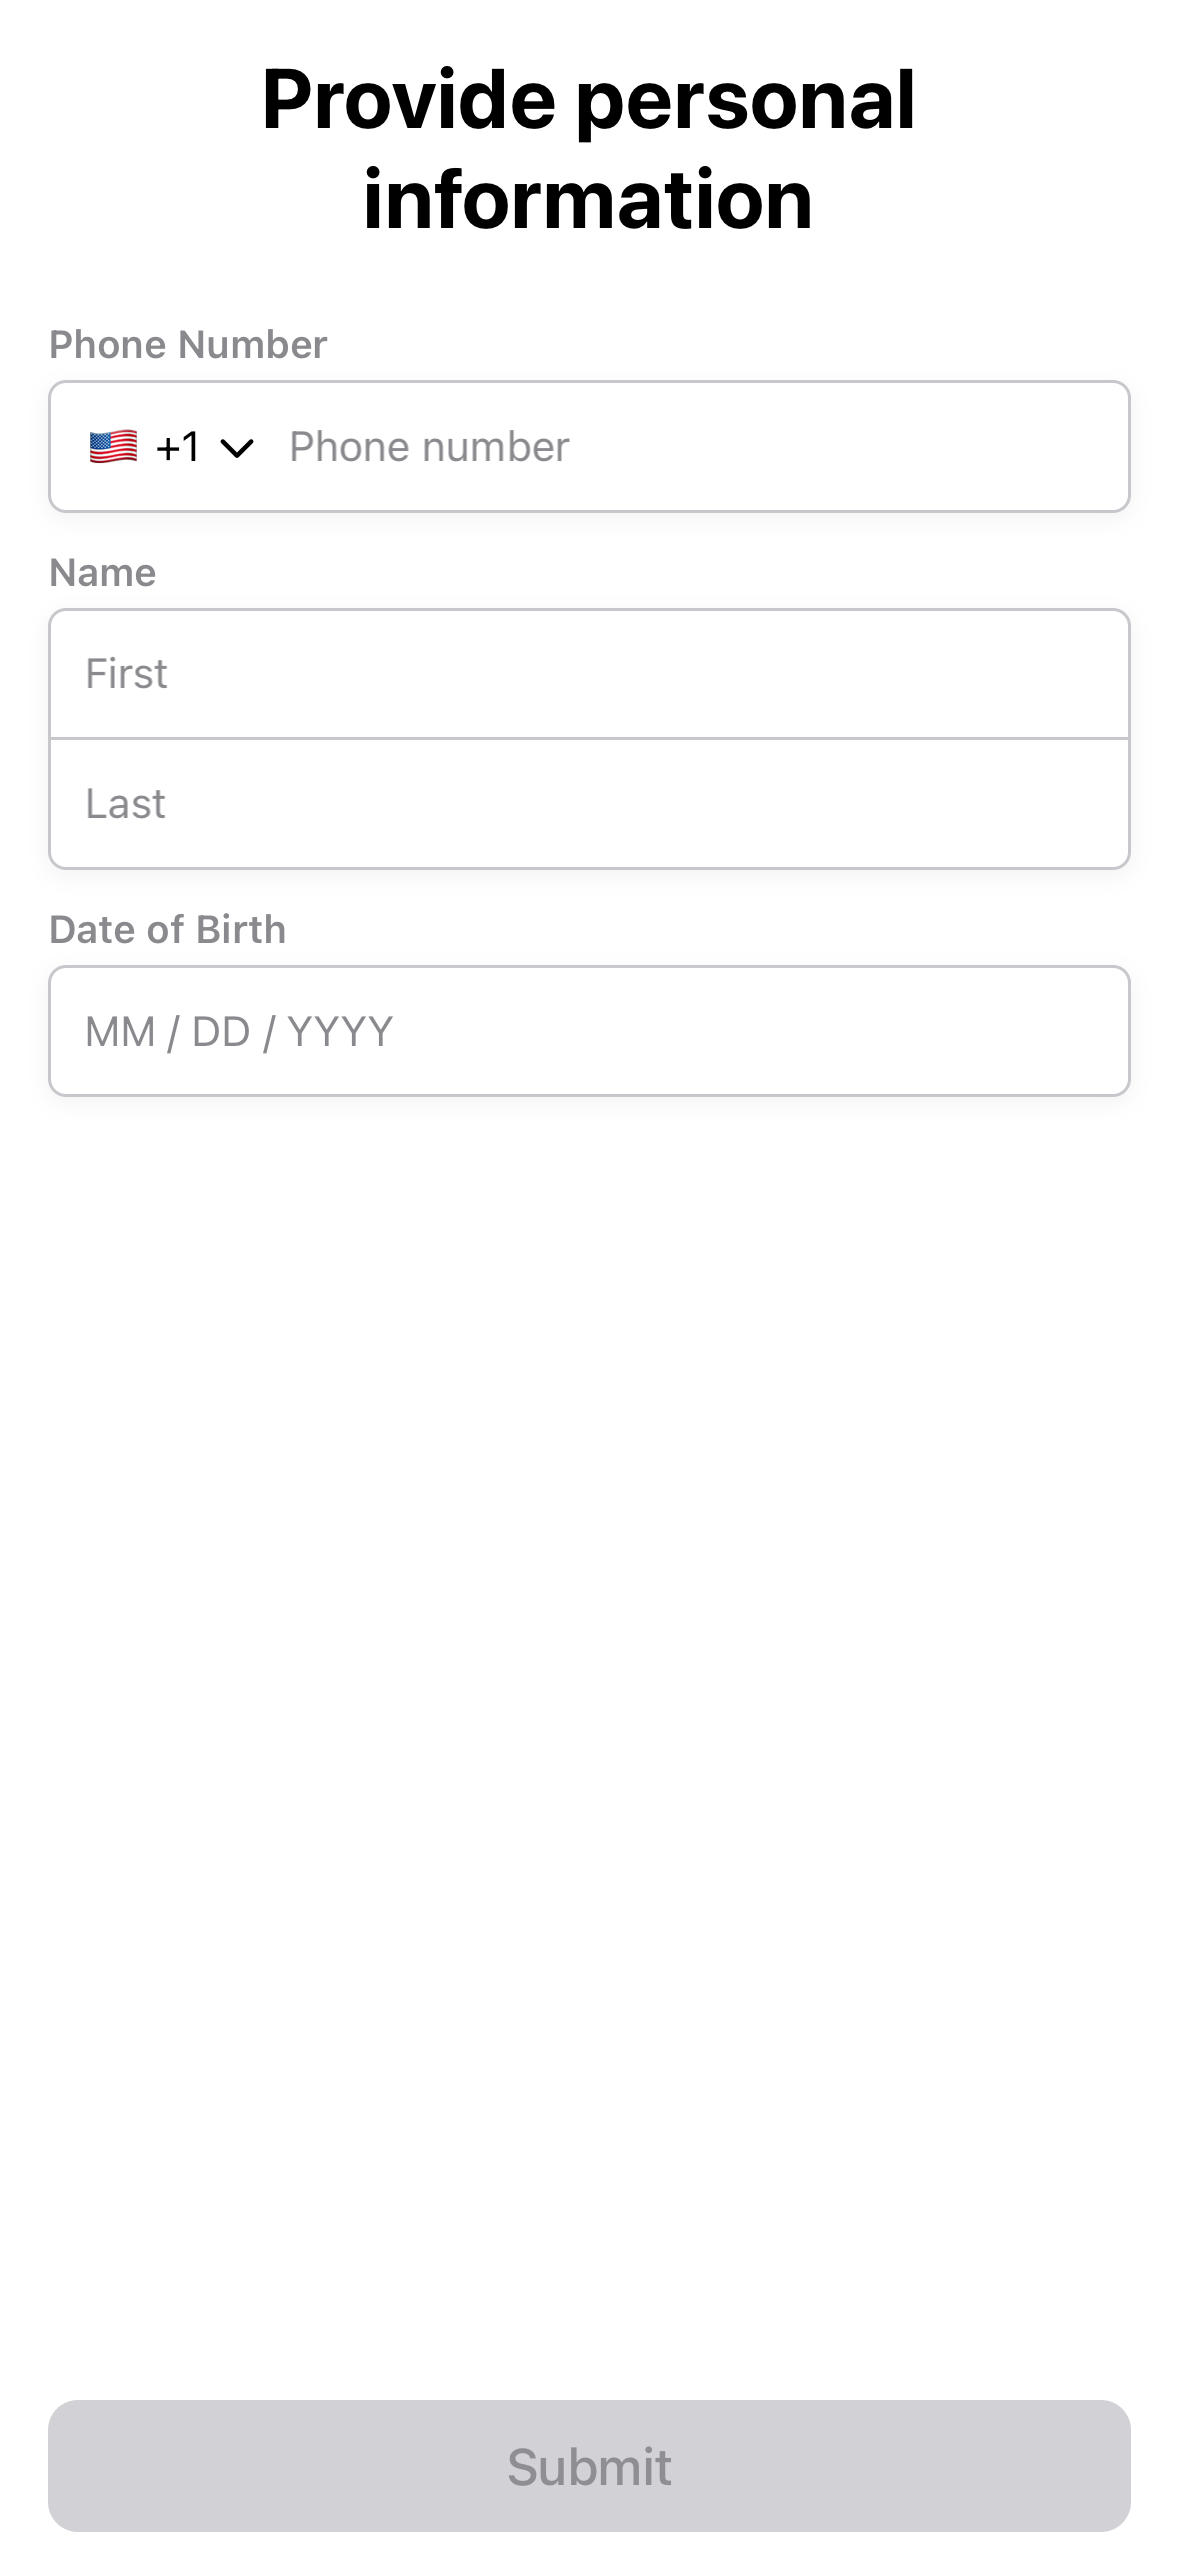 Provide personal
information
Phone Number
+1 Phone number
Name
First
Last
Date of Birth
MM / DD / YYYY
Submit